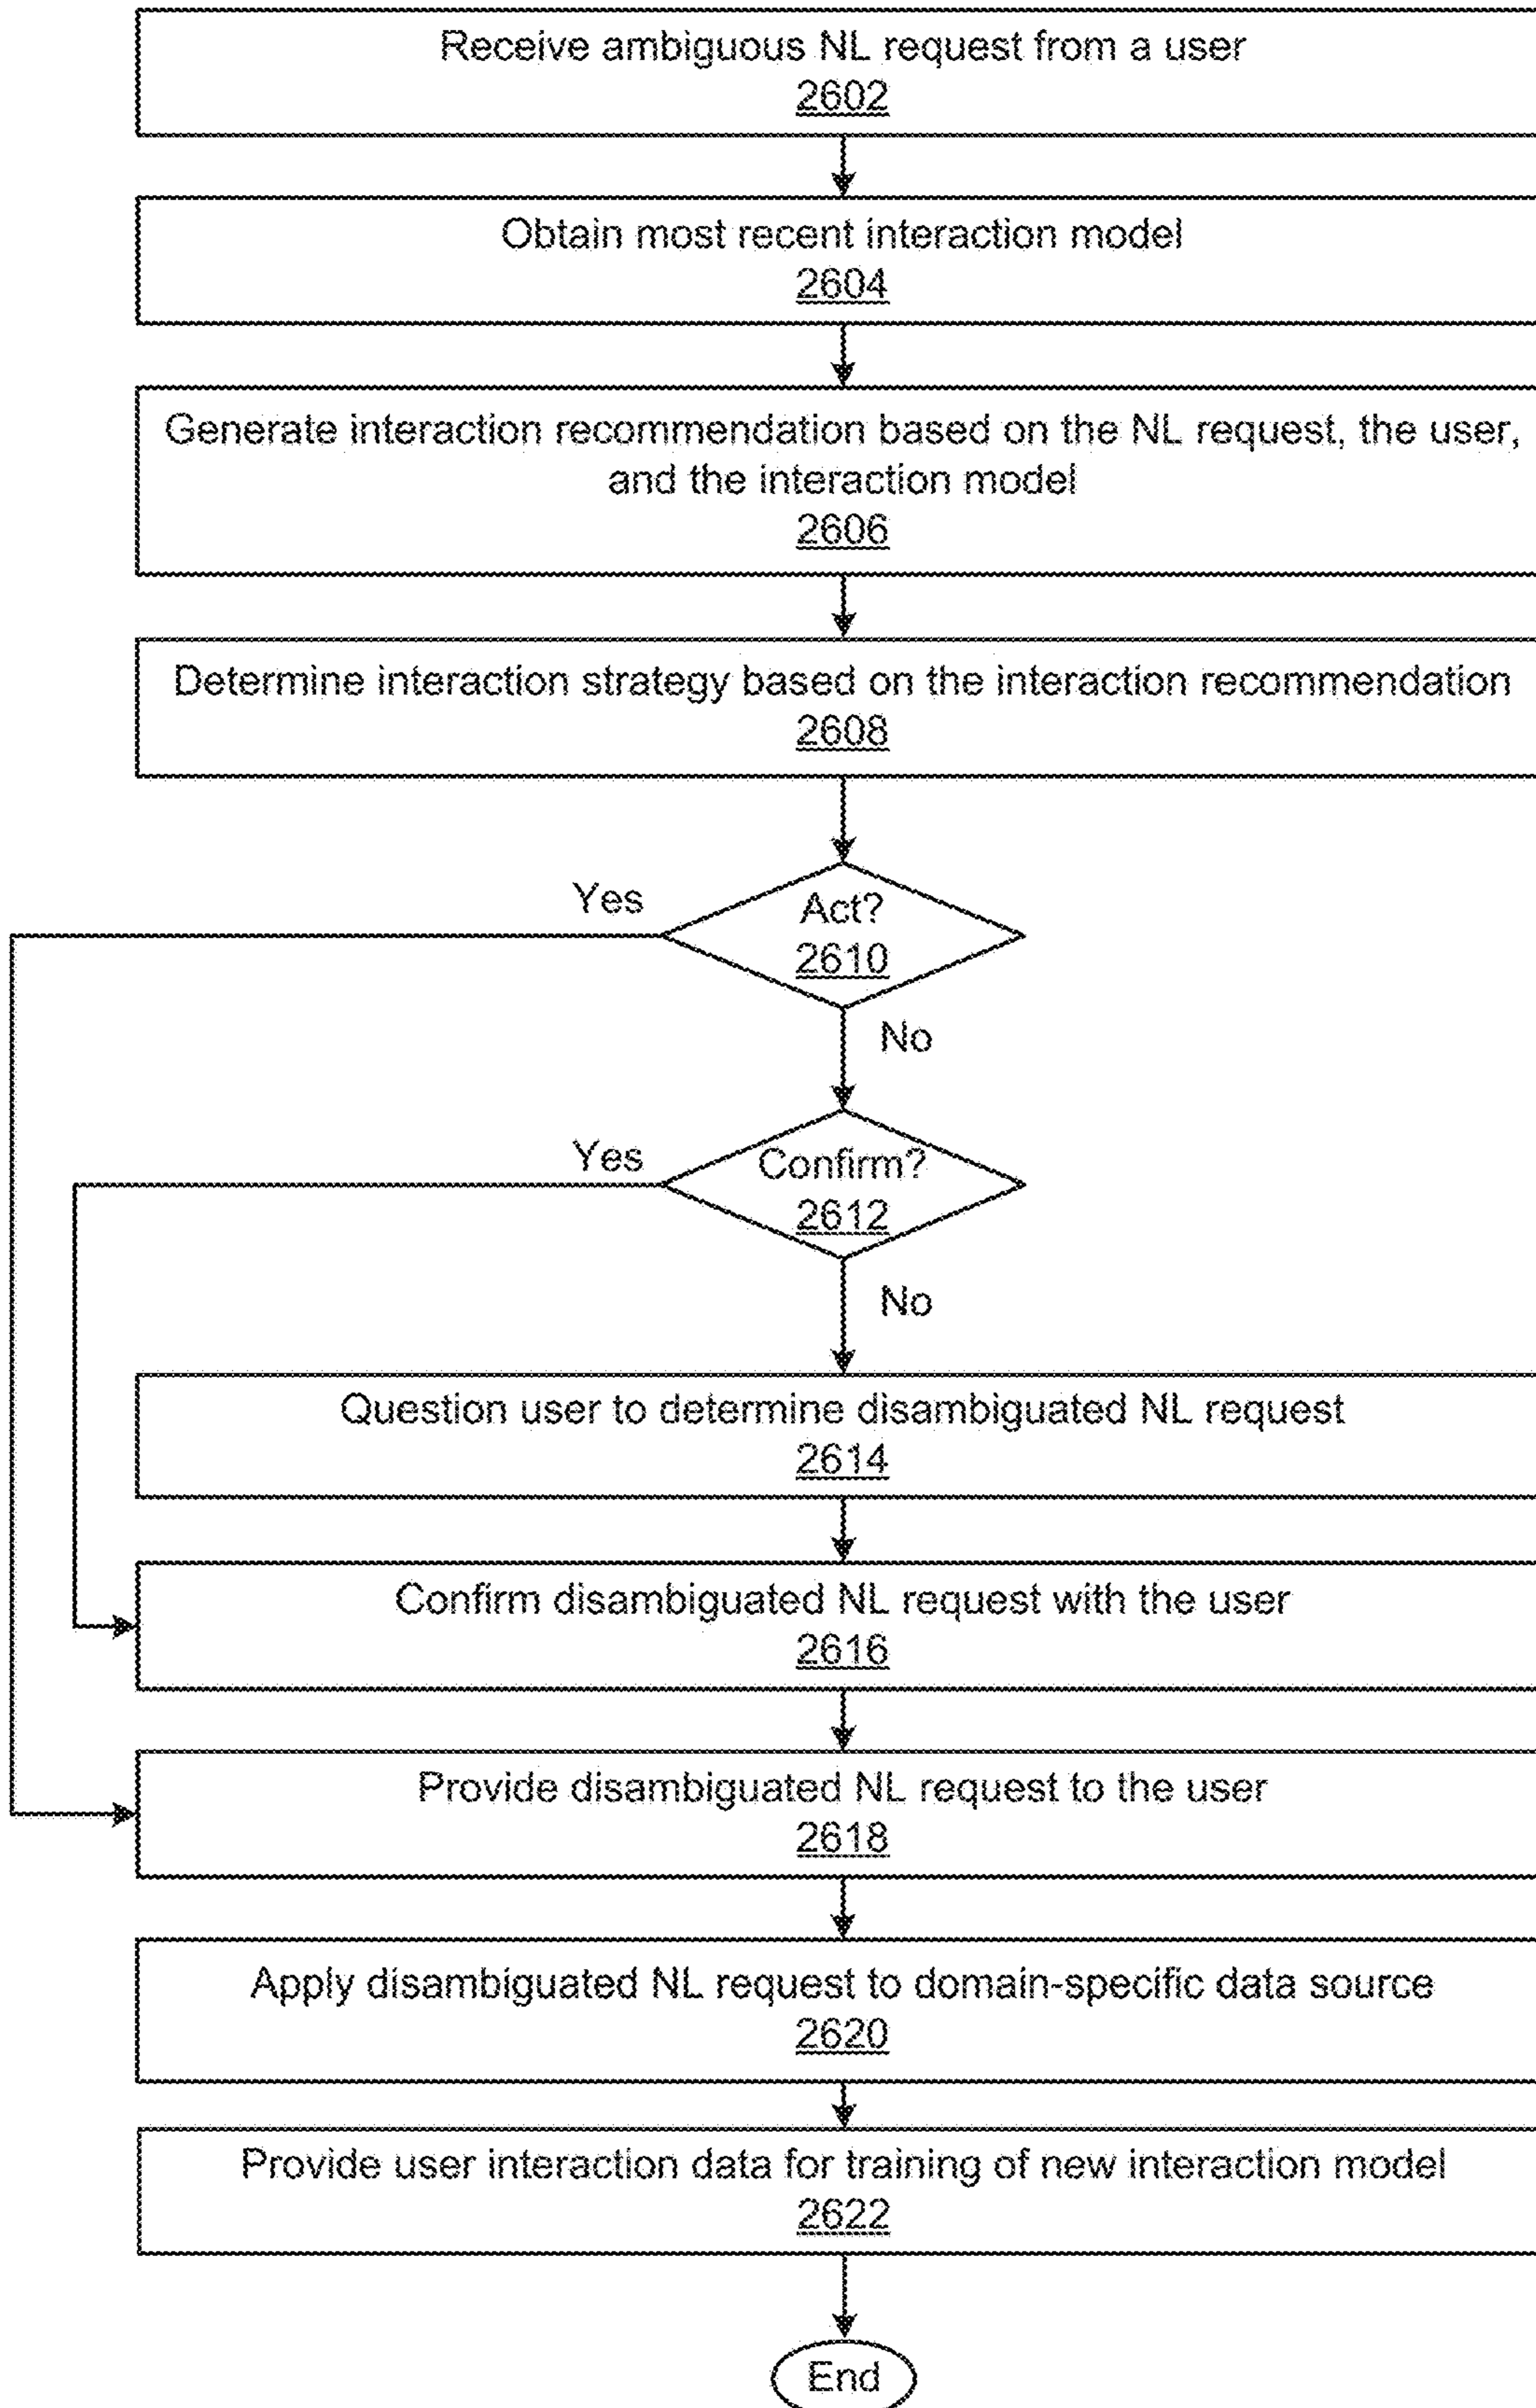 Receive ambiguous NL request from a user
2602
Obtain most recent interaction model
2604
Generate interaction recommendation based on the NL request, the user,
and the interaction model
2606
Determine interaction strategy based on the interaction recommendation
2608
Yes
Act?
2610
No
Yes
Confirm?
2612
No
Question user to determine disambiguated NL request
2614
Confirm disambiguated NL request with the user
2616
Provide disambiguated NL request to the user
2618
Apply disambiguated NL request to domain-specific data source
2620
Provide user interaction data for training of new interaction model
2622
End